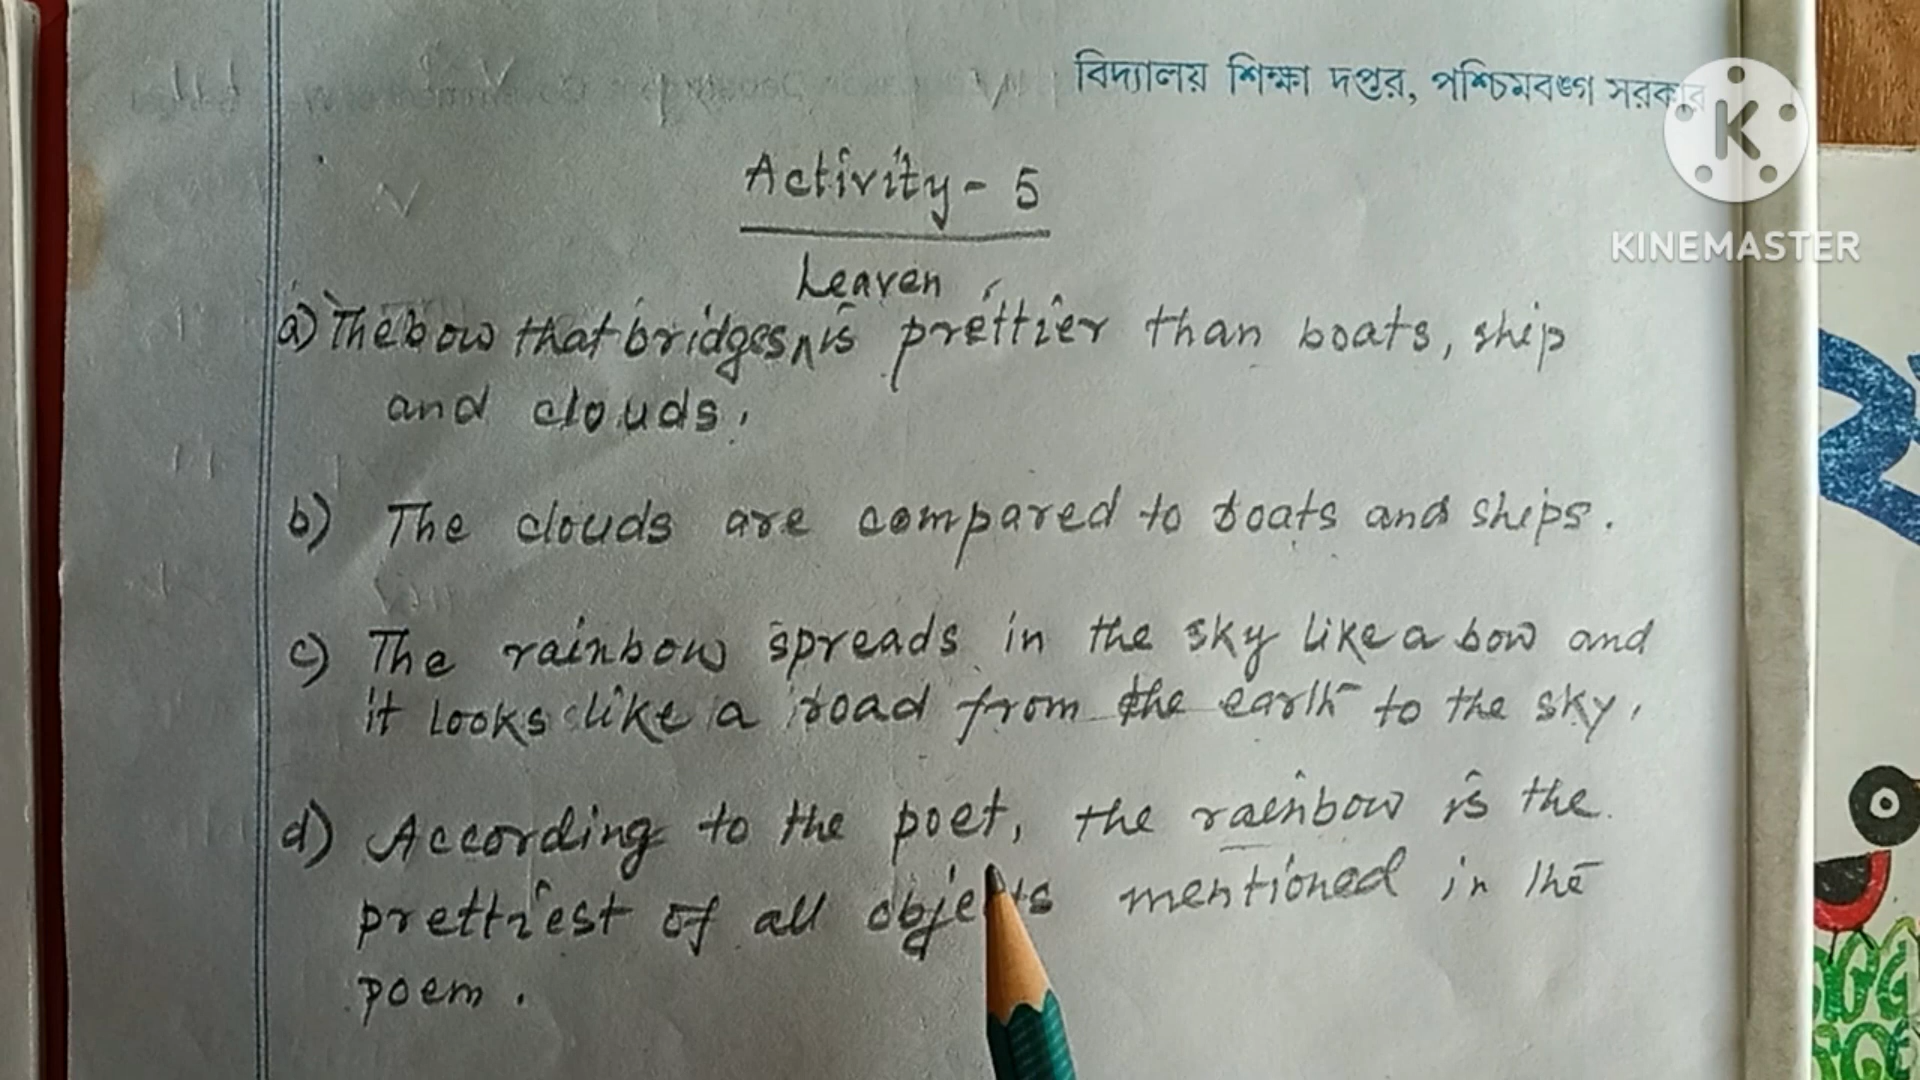 বিদ্যালয় শিক্ষা দপ্তর, পশ্চিমবঙ্গ সরকার
K
KINEMASTER
Activity - 5
heaven
a) The bow that bridges ^ is prettier than boats, ship
and clouds.
b) The clouds are compared to boats and ships.
c) The rainbow spreads in the sky like a bow and
it looks like a road from the earth to the sky.
d) According to the poet, the rainbow is the
prettiest of all objects mentioned in the
poem.